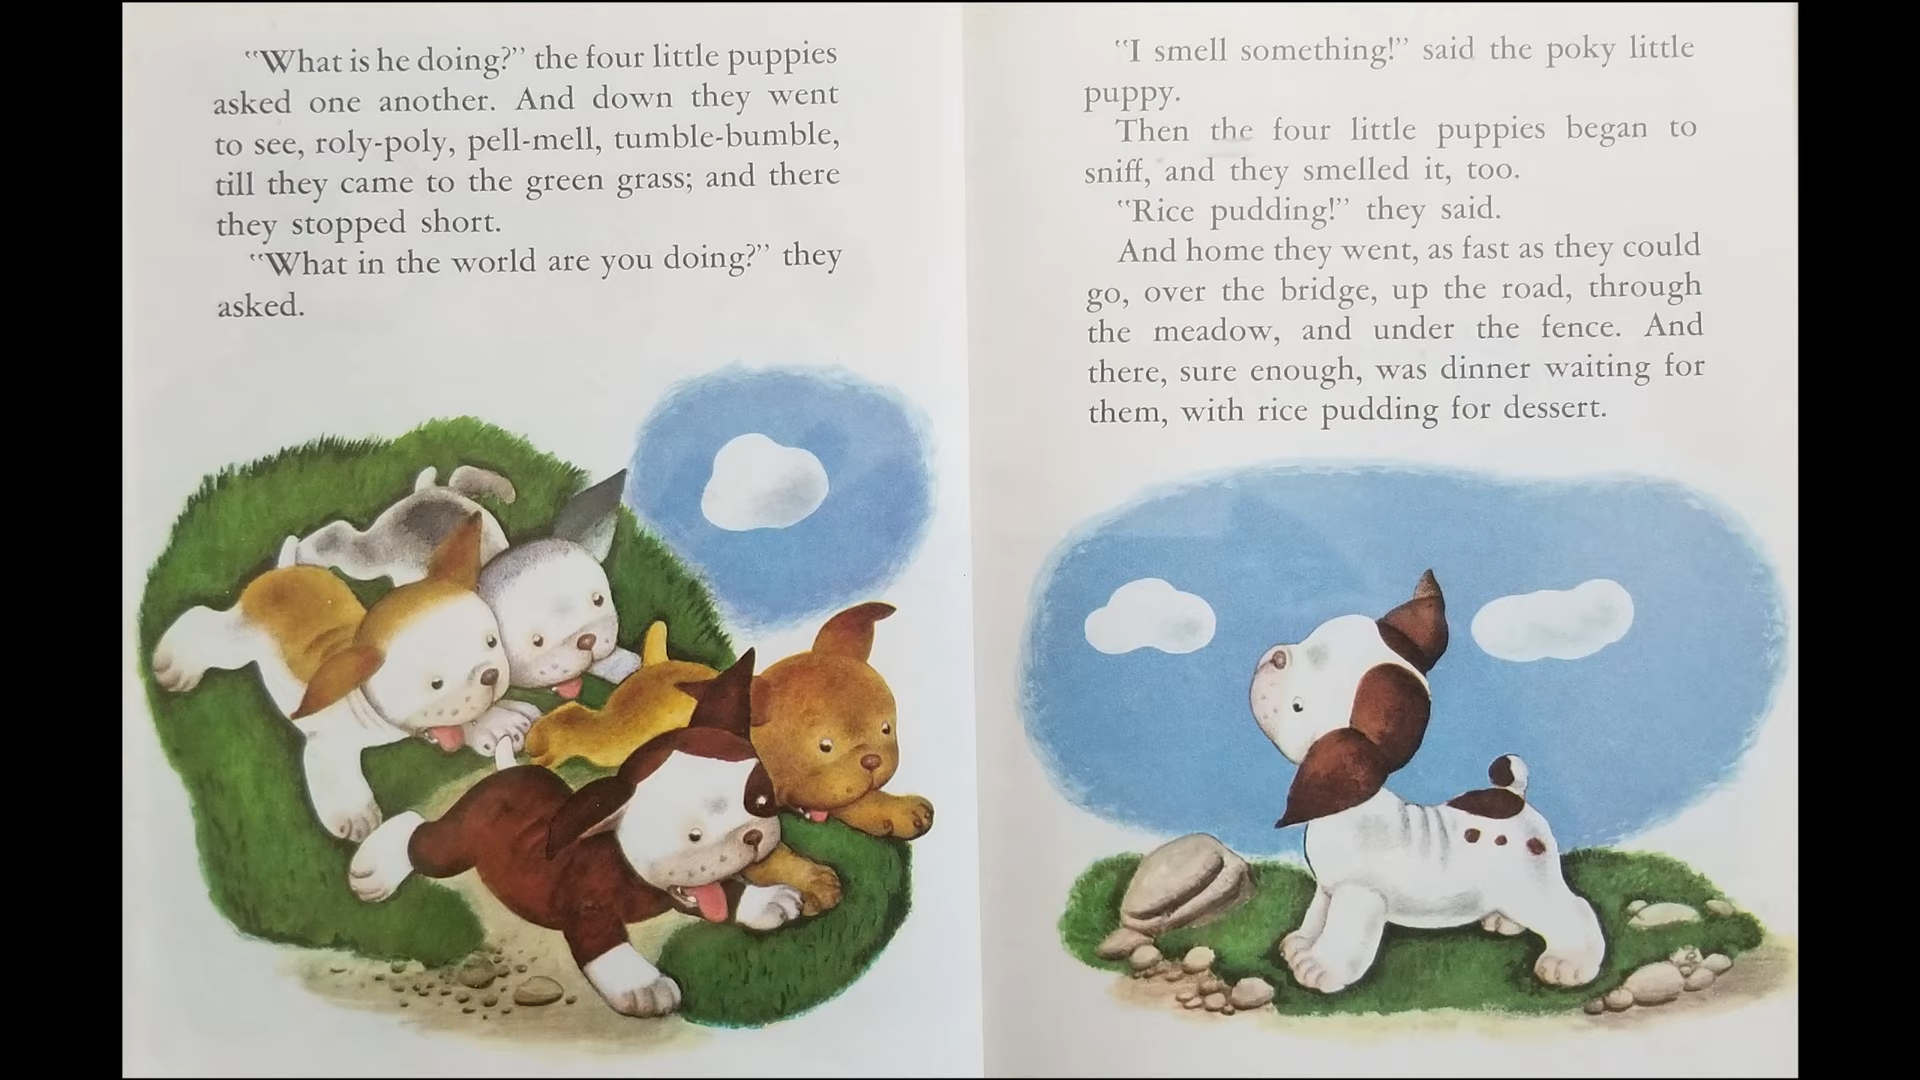 “What is he doing?” the four little puppies
asked one another. And down they went
to see, roly-poly, pell-mell, tumble-bumble,
till they came to the green grass; and there
they stopped short.
“What in the world are you doing?” they
asked.
“I smell something!” said the poky little
puppy.
Then the four little puppies began to
sniff, and they smelled it, too.
“Rice pudding!” they said.
And home they went, as fast as they could
go, over the bridge, up the road, through
the meadow, and under the fence. And
there, sure enough, was dinner waiting for
them, with rice pudding for dessert.